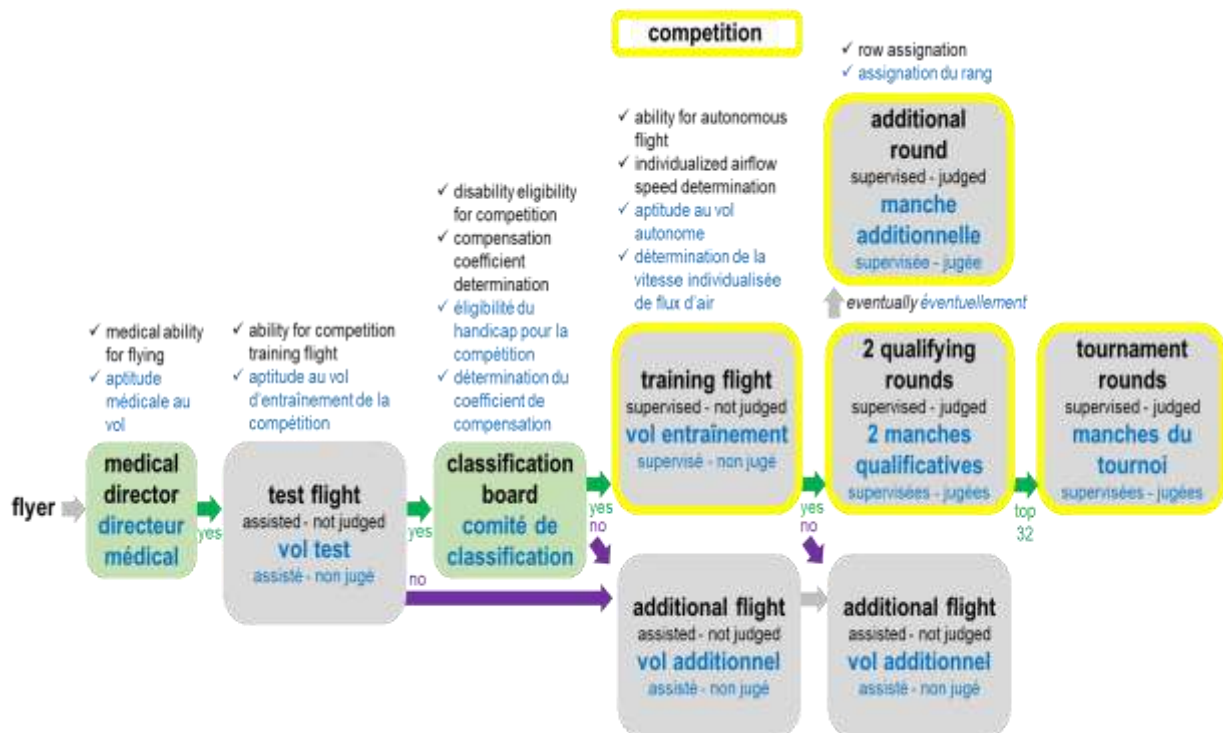 competition
✓ row assignation
✓ assignation du rang
additional
round
supervised - judged
manche
additionnelle
supervisée - jugée
✓ ability for autonomous
flight
✓ individualized airflow
speed determination
✓ aptitude au vol
autonome
✓ détermination de la
vitesse individualisée
de flux d'air
✓ disability eligibility
for competition
✓ compensation
coefficient
determination
✓ éligibilité du
handicap pour la
compétition
✓ détermination du
coefficient de
compensation
✓ medical ability
for flying
✓ aptitude
médicale au
vol
✓ ability for competition
training flight
✓ aptitude au vol
d'entraînement de la
compétition
eventually éventuellement
flyer
medical
director
directeur
médical
yes
test flight
assisted - not judged
vol test
assisté - non jugé
yes
no
classification
board
comité de
classification
yes
no
training flight
supervised - not judged
vol entraînement
supervisé - non jugé
yes
no
2 qualifying
rounds
supervised - judged
2 manches
qualificatives
supervisées - jugées
top
32
tournament
rounds
supervised - judged
manches du
tournoi
supervisées - jugées
additional flight
assisted - not judged
vol additionnel
assisté - non jugé
additional flight
assisted - not judged
vol additionnel
assisté - non jugé